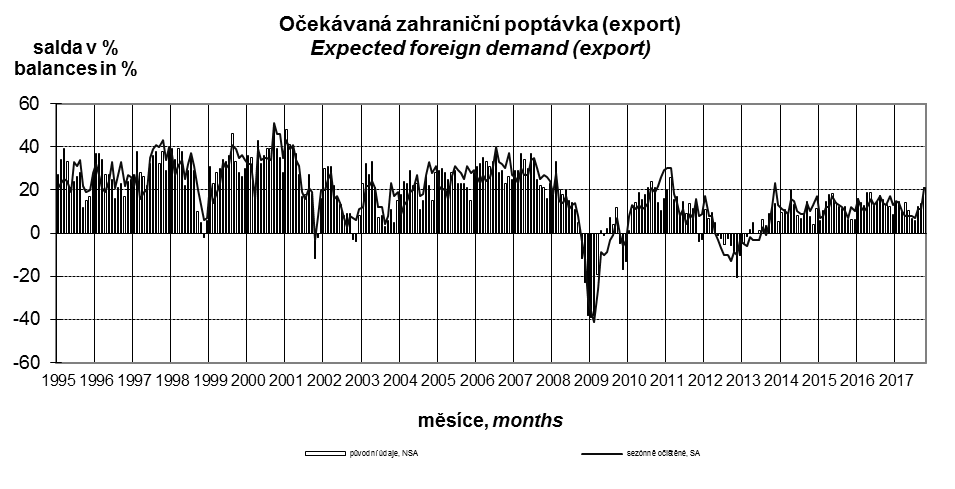 Očekávaná zahraniční poptávka (export)
Expected foreign demand (export)
salda v %
balances in %
60
40
20
0
-20
-40
-60
1995 1996 1997 1998 1999 2000 2001 2002 2003 2004 2005 2006 2007 2008 2009 2010 2011 2012 2013 2014 2015 2016 2017
měsíce, months
původní údaje, NSA
sezónně očištěné, SA